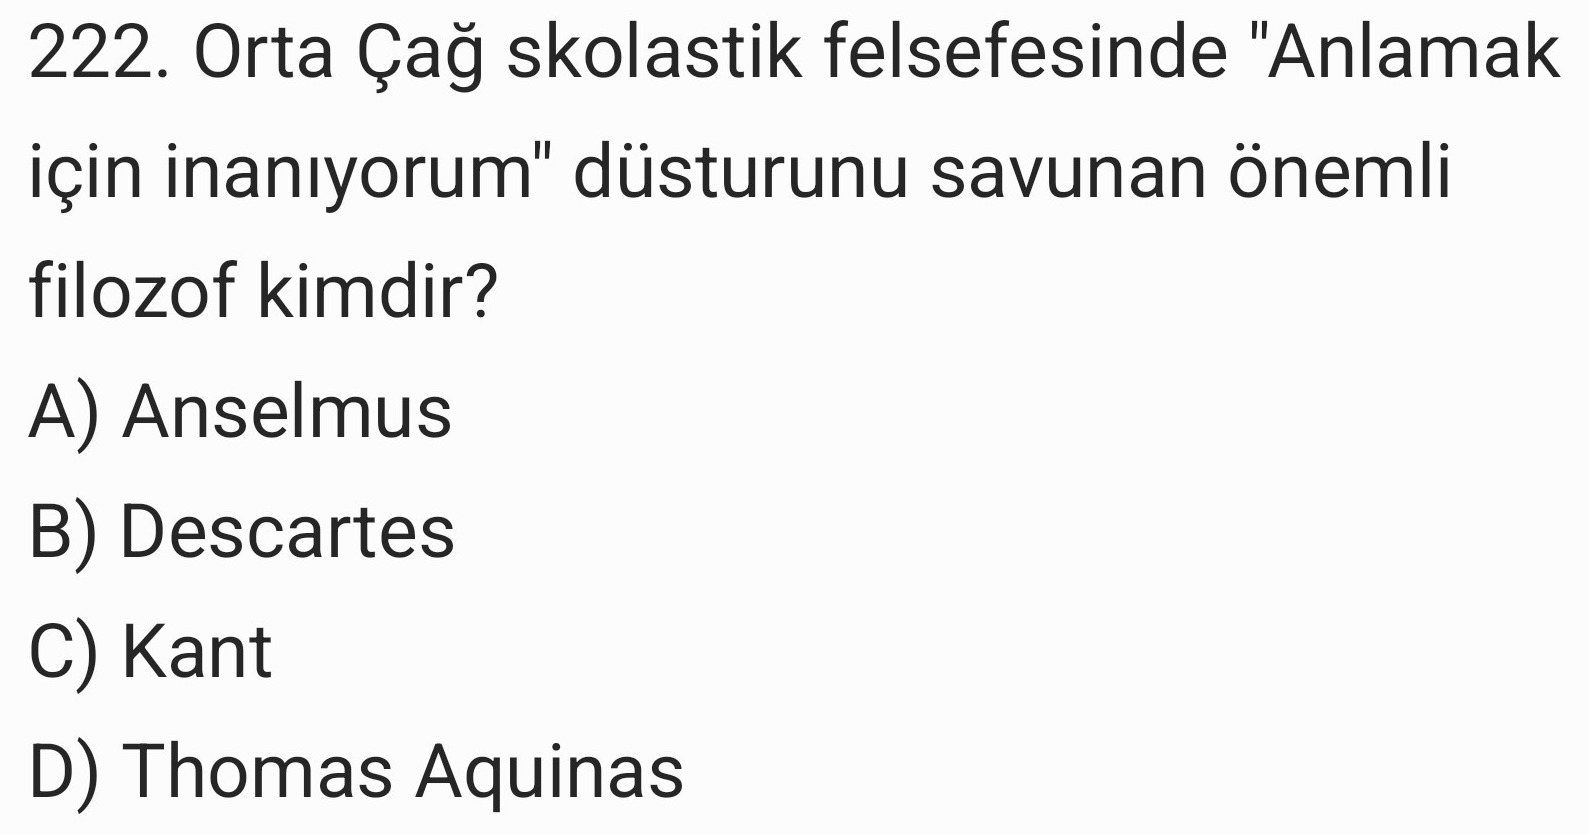 222. Orta Çağ skolastik felsefesinde "Anlamak
için inanıyorum" düsturunu savunan önemli
filozof kimdir?
A) Anselmus
B) Descartes
C) Kant
D) Thomas Aquinas